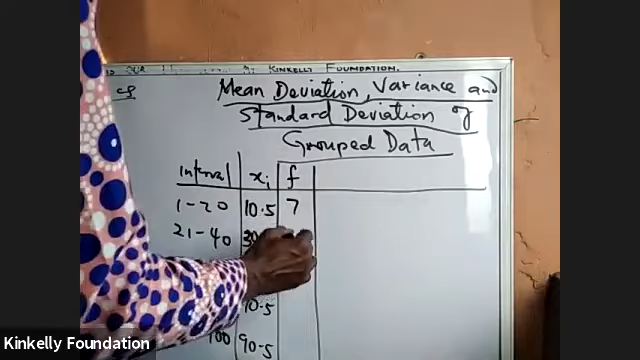 KINKELLY FOUNDATION.
Mean Deviation, Variance and
Standard Deviation of
Grouped Data
Interval xi f
1-20 10.5 7
21-40
10.5
100 90.5
Kinkelly Foundation